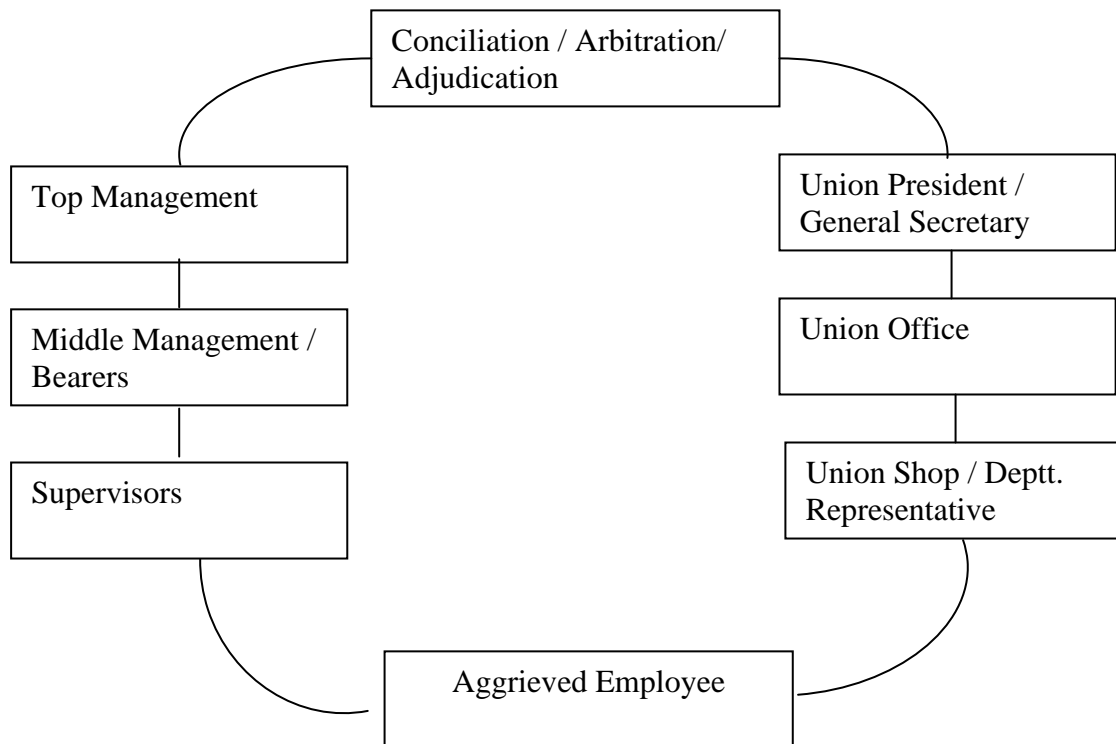 Conciliation / Arbitration/
Adjudication
Top Management
Union President /
General Secretary
Middle Management /
Bearers
Union Office
Supervisors
Union Shop / Deptt.
Representative
Aggrieved Employee